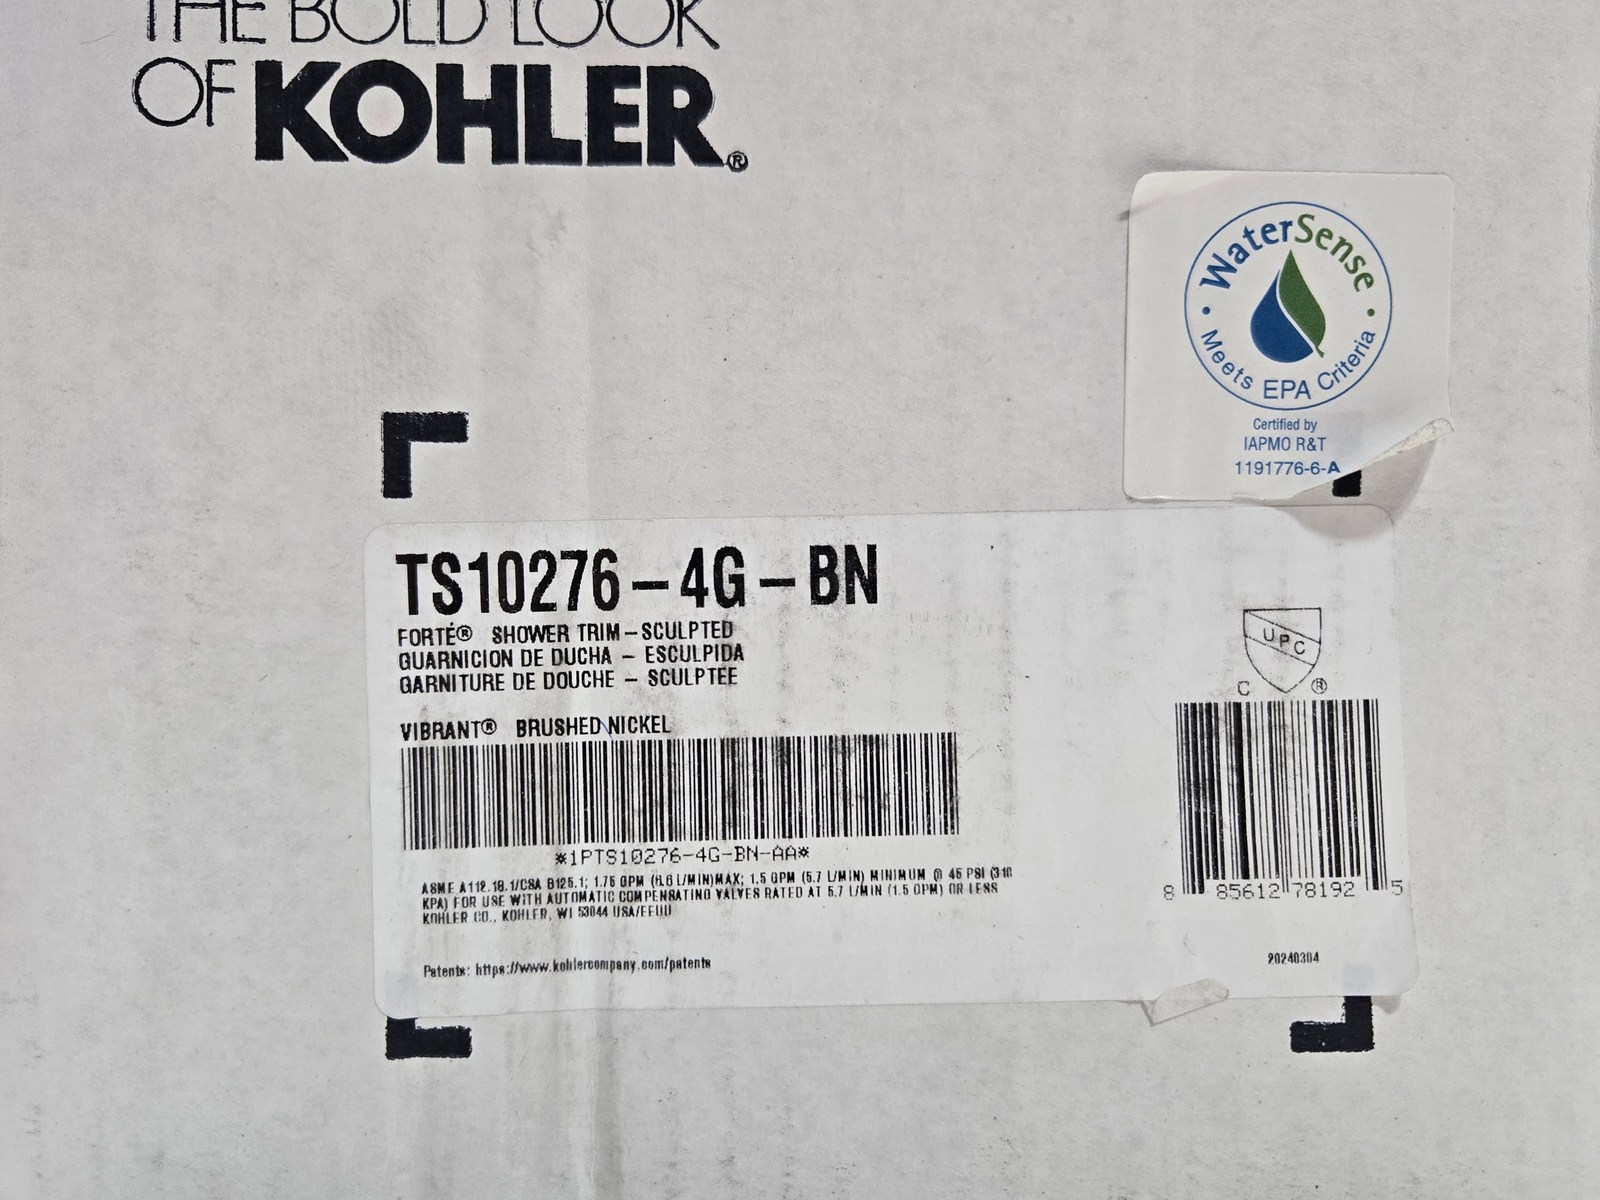 THE BOLD LOOK
OF KOHLER®
WaterSense
Meets EPA Criteria
Certified by
IAPMO R&T
1191776-6-A
TS10276-4G-BN
FORTÉ® SHOWER TRIM-SCULPTED
GUARNICION DE DUCHA - ESCULPIDA
GARNITURE DE DOUCHE - SCULPTEE
VIBRANT® BRUSHED NICKEL
*1PTS10276-4G-BN-AA*
ASME A112.18.1/CSA B125.1; 1.75 GPM (6.6 L/MIN)MAX; 1.5 GPM (5.7 L/MIN) MINIMUM @ 45 PSI (310
KPA) FOR USE WITH AUTOMATIC COMPENSATING VALVES RATED AT 5.7 L/MIN (1.5 GPM) OR LESS
KOHLER CO., KOHLER, WI 53044 USA/EEUU
Patents: https://www.kohlercompany.com/patents
UPC
C ®
8 85612 78192 5
20240304